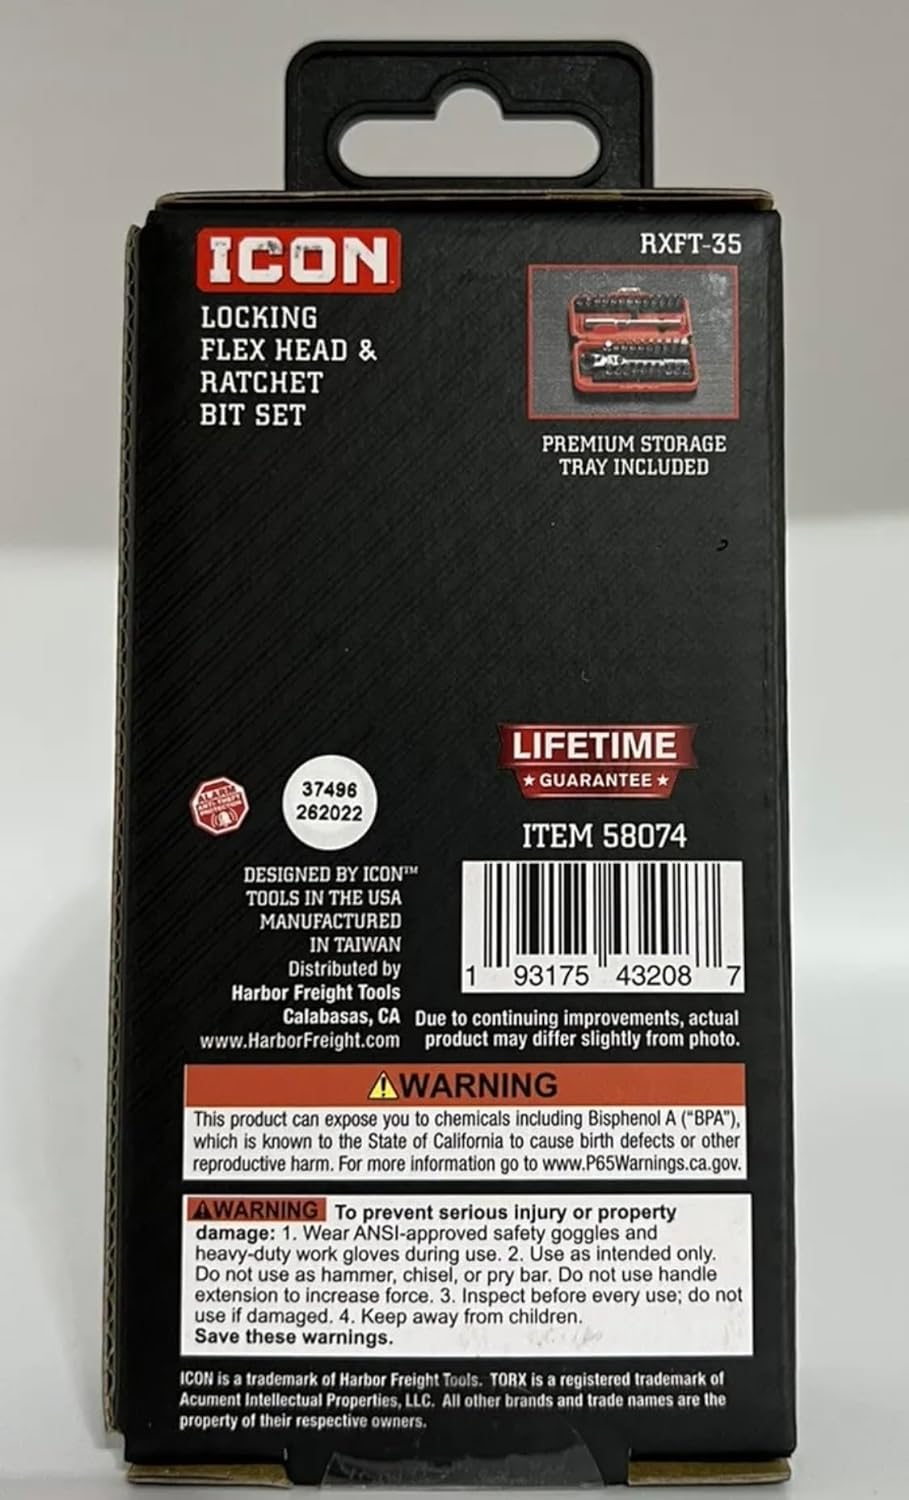 ICON
LOCKING
FLEX HEAD &
RATCHET
BIT SET
RXFT-35
PREMIUM STORAGE
TRAY INCLUDED
LIFETIME
★ GUARANTEE ★
ITEM 58074
ALARM
ANTI-THEFT
PROTECTION
37496
262022
DESIGNED BY ICON™
TOOLS IN THE USA
MANUFACTURED
IN TAIWAN
Distributed by
Harbor Freight Tools
Calabasas, CA
www.HarborFreight.com
1 93175 43208 7
Due to continuing improvements, actual
product may differ slightly from photo.
⚠WARNING
This product can expose you to chemicals including Bisphenol A (“BPA”),
which is known to the State of California to cause birth defects or other
reproductive harm. For more information go to www.P65Warnings.ca.gov.
⚠WARNING To prevent serious injury or property
damage: 1. Wear ANSI-approved safety goggles and
heavy-duty work gloves during use. 2. Use as intended only.
Do not use as hammer, chisel, or pry bar. Do not use handle
extension to increase force. 3. Inspect before every use; do not
use if damaged. 4. Keep away from children.
Save these warnings.
ICON is a trademark of Harbor Freight Tools. TORX is a registered trademark of
Acument Intellectual Properties, LLC. All other brands and trade names are the
property of their respective owners.